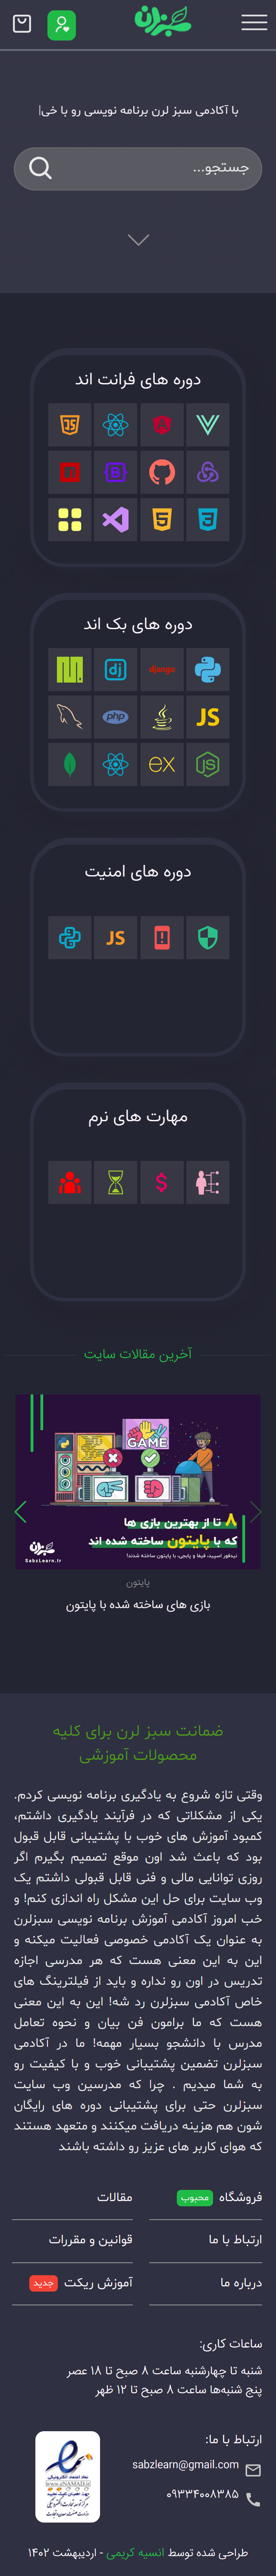 سبزلرن
با آکادمی سبز لرن برنامه نویسی رو با خی|
جستجو...
دوره های فرانت اند
JS
B
دوره های بک اند
dj
django
php
JS
ex
JS
دوره های امنیت
JS
مهارت های نرم
$
آخرین مقالات سایت
GAME
۸ تا از بهترین بازی ها
که با پایتون ساخته شده اند
نیدفور اسپید، فیفا و پابجی، با پایتون ساخته شدند!
سبزلرن
SabzLearn.ir
پایتون
بازی های ساخته شده با پایتون
ضمانت سبز لرن برای کلیه
محصولات آموزشی
وقتی تازه شروع به یادگیری برنامه نویسی کردم.
یکی از مشکلاتی که در فرآیند یادگیری داشتم،
کمبود آموزش های خوب با پشتیبانی قابل قبول
بود که باعث شد اون موقع تصمیم بگیرم اگر
روزی توانایی مالی و فنی قابل قبولی داشتم یک
وب سایت برای حل این مشکل راه اندازی کنم! و
خب امروز آکادمی آموزش برنامه نویسی سبزلرن
به عنوان یک آکادمی خصوصی فعالیت میکنه و
این به این معنی هست که هر مدرسی اجازه
تدریس در اون رو نداره و باید از فیلترینگ های
خاص آکادمی سبزلرن رد شه! این به این معنی
هست که ما برامون فن بیان و نحوه تعامل
مدرس با دانشجو بسیار مهمه! ما در آکادمی
سبزلرن تضمین پشتیبانی خوب و با کیفیت رو
به شما میدیم . چرا که مدرسین وب سایت
سبزلرن حتی برای پشتیبانی دوره های رایگان
شون هم هزینه دریافت میکنند و متعهد هستند
که هوای کاربر های عزیز رو داشته باشند
فروشگاه محبوب
مقالات
ارتباط با ما
قوانین و مقررات
درباره ما
آموزش ریکت جدید
ساعات کاری:
شنبه تا چهارشنبه ساعت ۸ صبح تا ۱۸ عصر
پنج شنبه‌ها ساعت ۸ صبح تا ۱۲ ظهر
ارتباط با ما:
sabzlearn@gmail.com
۰۹۳۳۴۰۰۸۳۸۵
نماد اعتماد الکترونیکی
طراحی شده توسط انسیه کریمی - اردیبهشت ۱۴۰۲